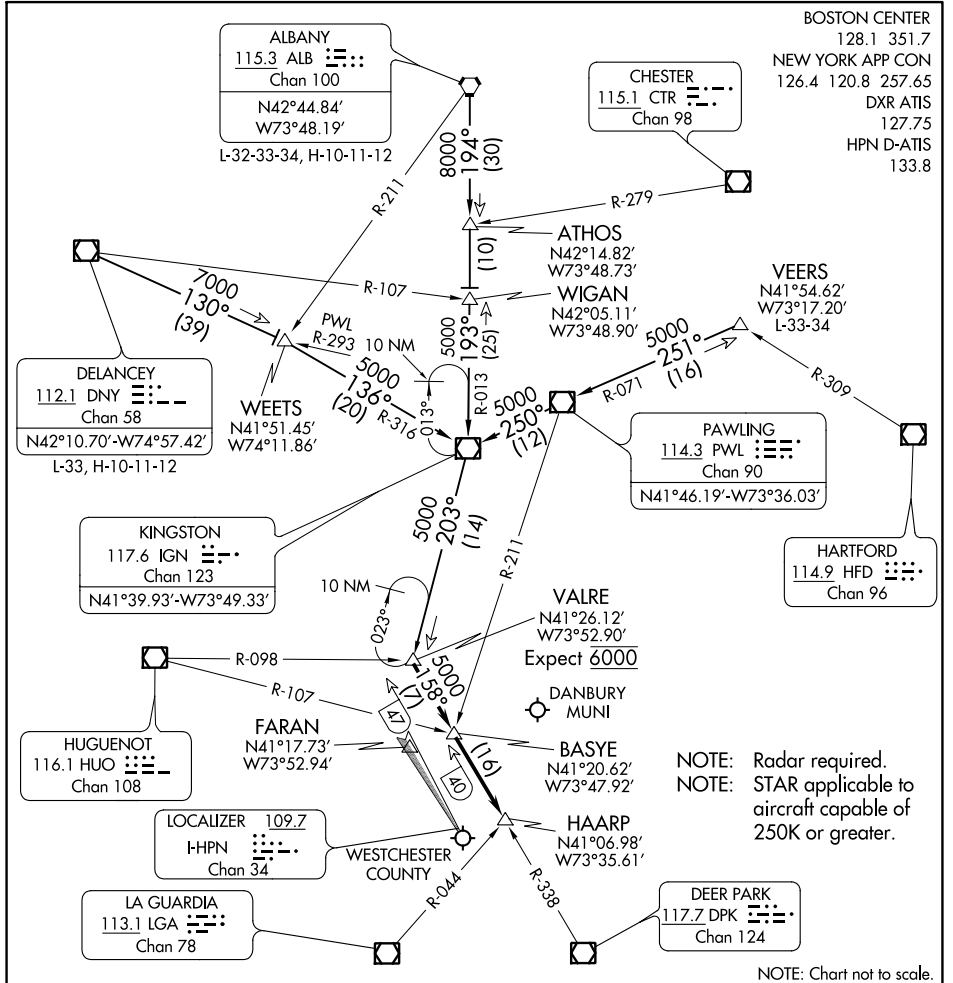 BOSTON CENTER
128.1 351.7
NEW YORK APP CON
126.4 120.8 257.65
DXR ATIS
127.75
HPN D-ATIS
133.8
ALBANY
115.3 ALB
Chan 100
N42°44.84’
W73°48.19’
L-32-33-34, H-10-11-12
CHESTER
115.1 CTR
Chan 98
R-211
8000
194°
(30)
R-279
ATHOS
N42°14.82’
W73°48.73’
(10)
WIGAN
N42°05.11’
W73°48.90’
VEERS
N41°54.62’
W73°17.20’
L-33-34
7000
130°
(39)
R-107
PWL
R-293
10 NM
5000
193°
(25)
R-013
013°
5000
251°
(16)
R-071
R-309
DELANCEY
112.1 DNY
Chan 58
N42°10.70’-W74°57.42’
L-33, H-10-11-12
WEETS
N41°51.45’
W74°11.86’
5000
136°
(20)
R-316
5000
250°
(12)
PAWLING
114.3 PWL
Chan 90
N41°46.19’-W73°36.03’
KINGSTON
117.6 IGN
Chan 123
N41°39.93’-W73°49.33’
5000
203°
(14)
R-211
HARTFORD
114.9 HFD
Chan 96
10 NM
023°
VALRE
N41°26.12’
W73°52.90’
Expect 6000
R-098
R-107
5000
158°
(7)
DANBURY
MUNI
HUGUENOT
116.1 HUO
Chan 108
FARAN
N41°17.73’
W73°52.94’
47
40
(16)
BASYE
N41°20.62’
W73°47.92’
NOTE: Radar required.
NOTE: STAR applicable to
aircraft capable of
250K or greater.
LOCALIZER 109.7
I-HPN
Chan 34
WESTCHESTER
COUNTY
HAARP
N41°06.98’
W73°35.61’
R-044
R-338
LA GUARDIA
113.1 LGA
Chan 78
DEER PARK
117.7 DPK
Chan 124
NOTE: Chart not to scale.